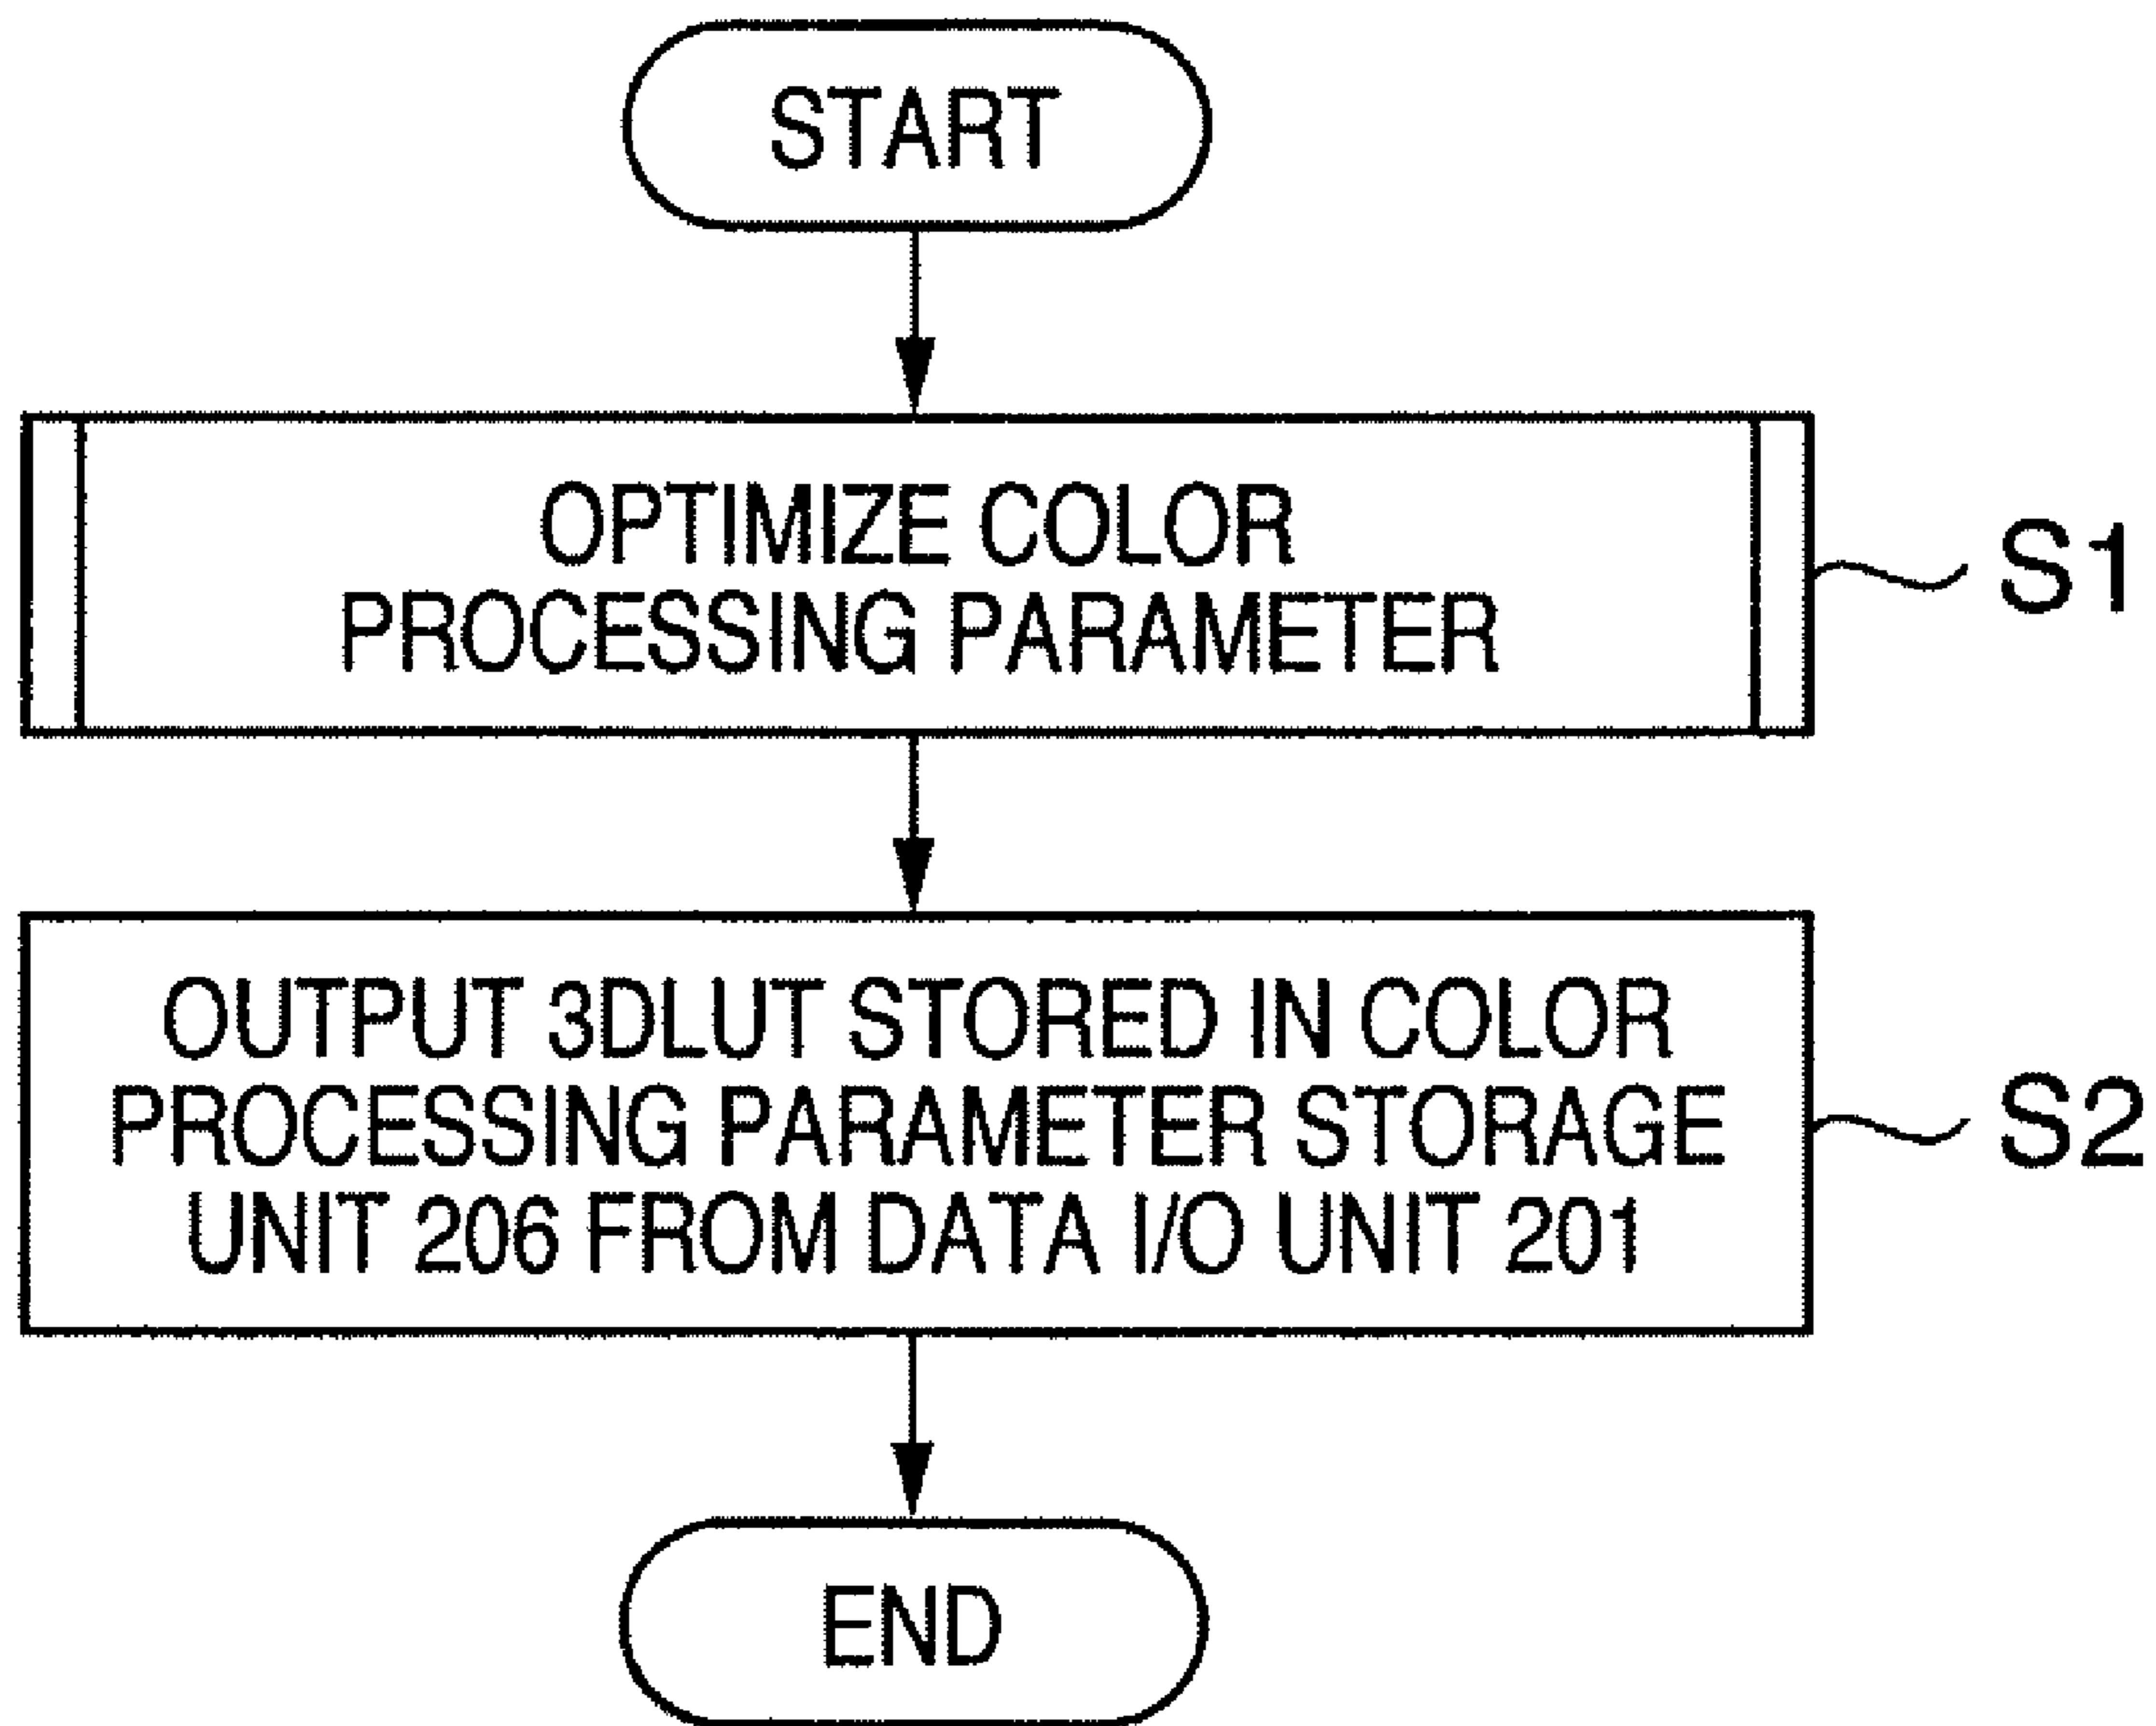 START
OPTIMIZE COLOR
PROCESSING PARAMETER
S1
OUTPUT 3DLUT STORED IN COLOR
PROCESSING PARAMETER STORAGE
UNIT 206 FROM DATA I/O UNIT 201
S2
END